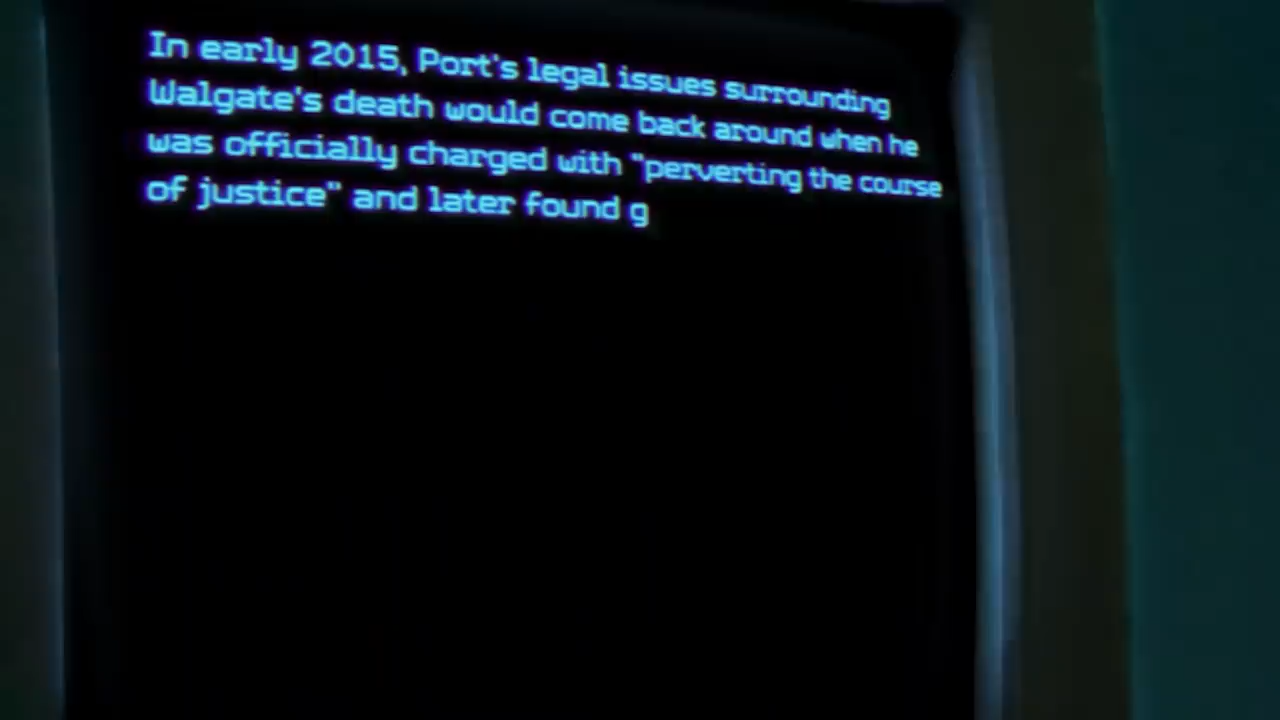 In early 2015, Port's legal issues surrounding
Walgate's death would come back around when he
was officially charged with "perverting the course
of justice" and later found g